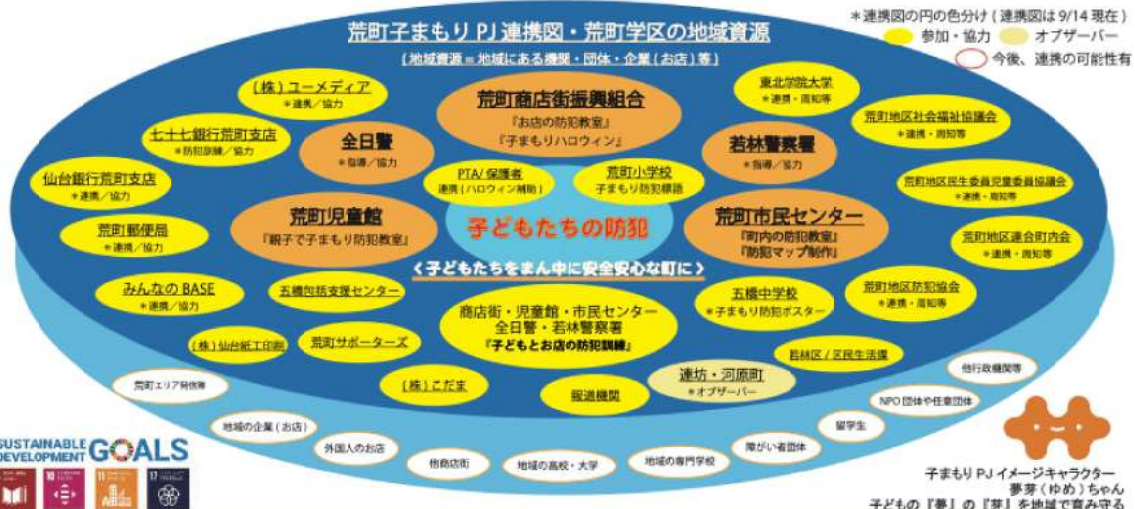 荒町子まもりPJ連携図・荒町学区の地域資源
(地域資源=地域にある機関・団体・企業(お店)等)
*連携図の円の色分け(連携図は9/14現在)
参加・協力
オブザーバー
今後、連携の可能性有
(株)ユーメディア
*連携/協力
荒町商店街振興組合
『お店の防犯教室』
『子まもりハロウィン』
東北学院大学
*連携・周知等
七十七銀行荒町支店
*防犯訓練/協力
全日警
*指導/協力
若林警察署
*指導/協力
荒町地区社会福祉協議会
*連携・周知等
仙台銀行荒町支店
*連携/協力
PTA/保護者
連携(ハロウィン補助)
荒町小学校
子まもり防犯標語
荒町地区民生委員児童委員協議会
*連携・周知等
荒町郵便局
*連携/協力
荒町児童館
『親子で子まもり防犯教室』
子どもたちの防犯
荒町市民センター
『町内の防犯教室』
『防犯マップ制作』
荒町地区連合町内会
*連携・周知等
<子どもたちをまん中に安全安心な町に>
みんなのBASE
*連携/協力
五橋包括支援センター
商店街・児童館・市民センター
全日警・若林警察署
『子どもとお店の防犯訓練』
五橋中学校
*子まもり防犯ポスター
荒町地区防犯協会
*連携・周知等
(株)仙台紙工印刷
荒町サポーターズ
(株)こだま
報道機関
連坊・河原町
*オブザーバー
若林区/区民生活課
荒町エリア発信隊
地域の企業(お店)
外国人のお店
他商店街
地域の高校・大学
地域の専門学校
障がい者団体
留学生
NPO団体や任意団体
他行政機関等
SUSTAINABLE
DEVELOPMENT
GOALS
10
11
17
子まもりPJイメージキャラクター
夢芽(ゆめ)ちゃん
子どもの『夢』の『芽』を地域で育み守る